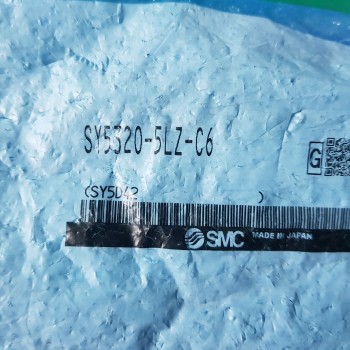 SY5320-5LZ-C6
G
(SY5D42 )
SMC MADE IN JAPAN